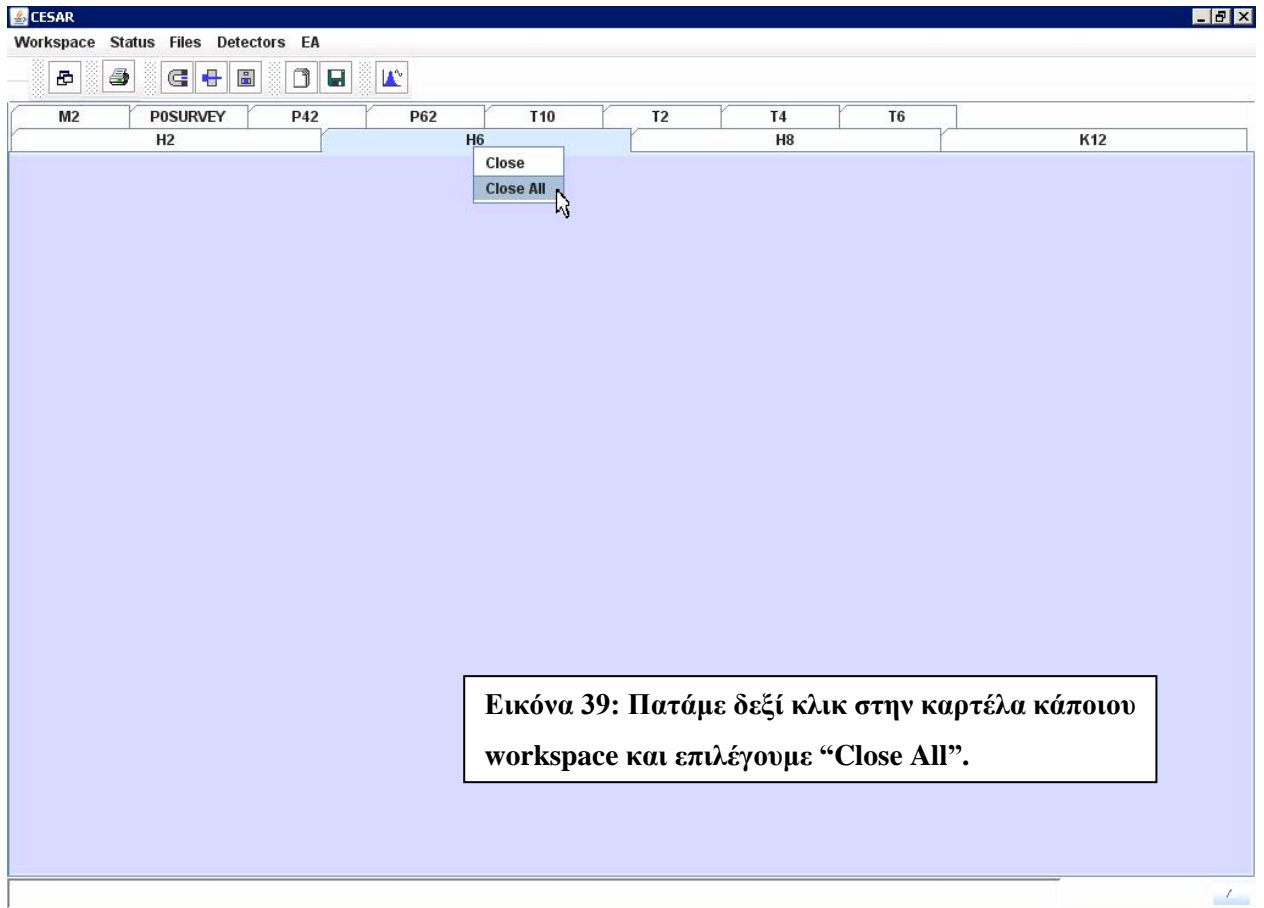 CESAR
Workspace Status Files Detectors EA
M2 P0SURVEY P42 P62 T10 T2 T4 T6
H2 H6 H8 K12
Close
Close All
Εικόνα 39: Πατάμε δεξί κλικ στην καρτέλα κάποιου
workspace και επιλέγουμε “Close All”.